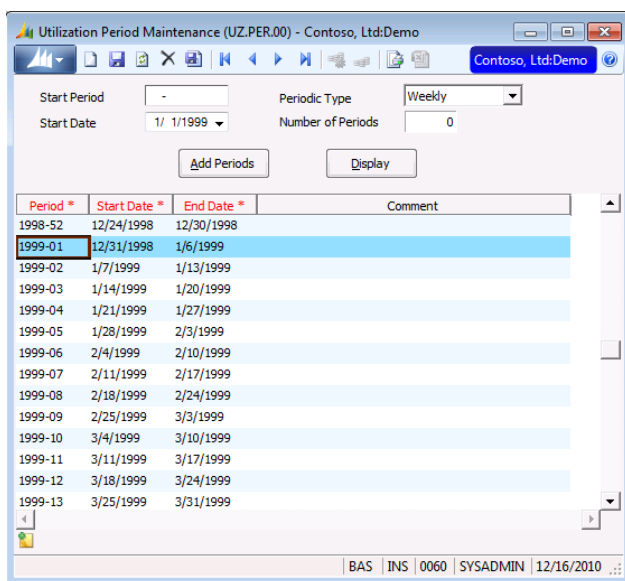 Utilization Period Maintenance (UZ.PER.00) - Contoso, Ltd:Demo
Contoso, Ltd:Demo
Start Period - Periodic Type Weekly
Start Date 1/ 1/1999 Number of Periods 0
Add Periods Display
Period * Start Date * End Date * Comment
1998-52 12/24/1998 12/30/1998
1999-01 12/31/1998 1/6/1999
1999-02 1/7/1999 1/13/1999
1999-03 1/14/1999 1/20/1999
1999-04 1/21/1999 1/27/1999
1999-05 1/28/1999 2/3/1999
1999-06 2/4/1999 2/10/1999
1999-07 2/11/1999 2/17/1999
1999-08 2/18/1999 2/24/1999
1999-09 2/25/1999 3/3/1999
1999-10 3/4/1999 3/10/1999
1999-11 3/11/1999 3/17/1999
1999-12 3/18/1999 3/24/1999
1999-13 3/25/1999 3/31/1999
BAS INS 0060 SYSADMIN 12/16/2010